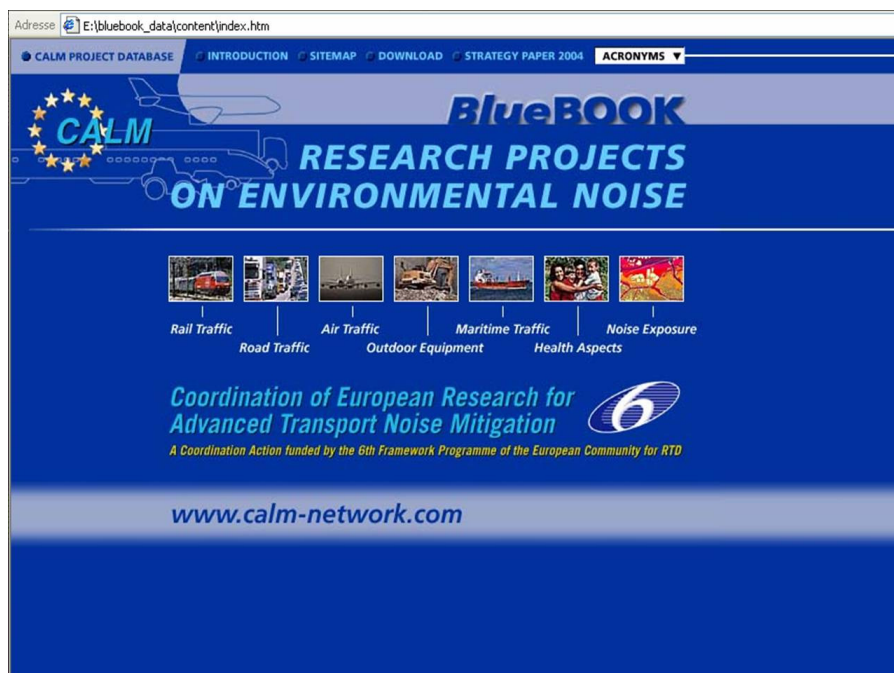 Adresse E:\bluebook_data\content\index.htm
CALM PROJECT DATABASE INTRODUCTION SITEMAP DOWNLOAD STRATEGY PAPER 2004 ACRONYMS ▼
CALM
BlueBOOK
RESEARCH PROJECTS
ON ENVIRONMENTAL NOISE
Rail Traffic Air Traffic Maritime Traffic Noise Exposure
Road Traffic Outdoor Equipment Health Aspects
Coordination of European Research for
Advanced Transport Noise Mitigation
6
A Coordination Action funded by the 6th Framework Programme of the European Community for RTD
www.calm-network.com